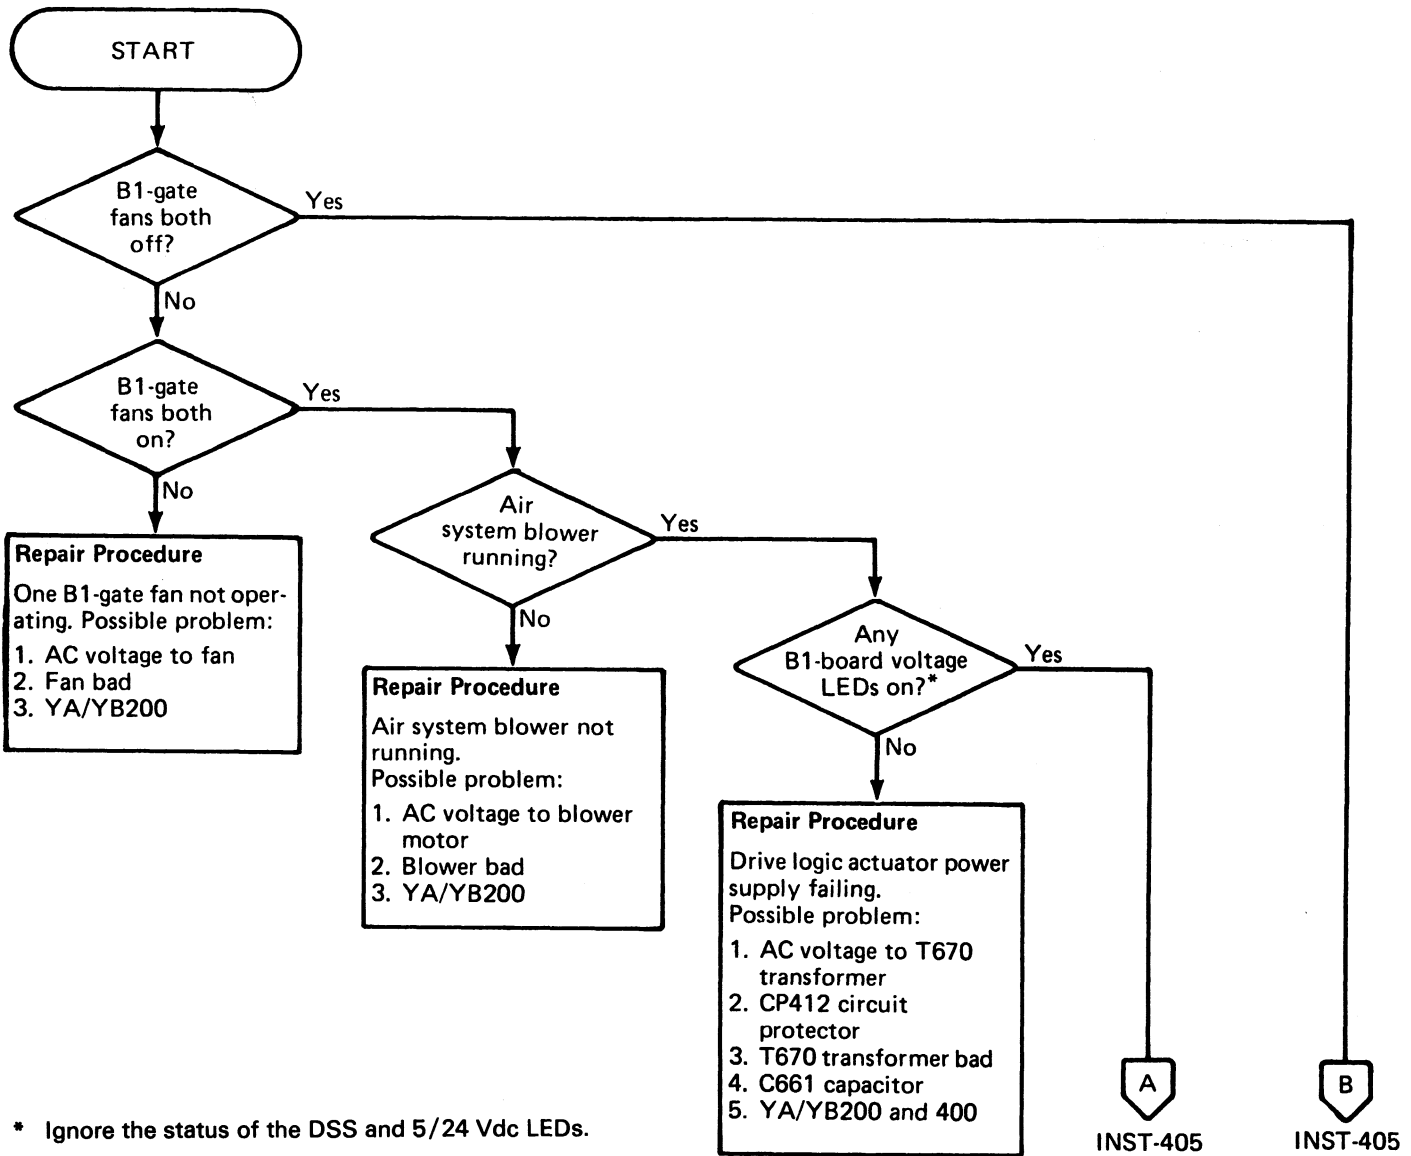 START
B1-gate
fans both
off?
Yes
No
B1-gate
fans both
on?
Yes
No
Repair Procedure
One B1-gate fan not oper-
ating. Possible problem:
1. AC voltage to fan
2. Fan bad
3. YA/YB200
Air
system blower
running?
Yes
No
Repair Procedure
Air system blower not
running.
Possible problem:
1. AC voltage to blower
motor
2. Blower bad
3. YA/YB200
Any
B1-board voltage
LEDs on?*
Yes
No
Repair Procedure
Drive logic actuator power
supply failing.
Possible problem:
1. AC voltage to T670
transformer
2. CP412 circuit
protector
3. T670 transformer bad
4. C661 capacitor
5. YA/YB200 and 400
A
INST-405
B
INST-405
* Ignore the status of the DSS and 5/24 Vdc LEDs.